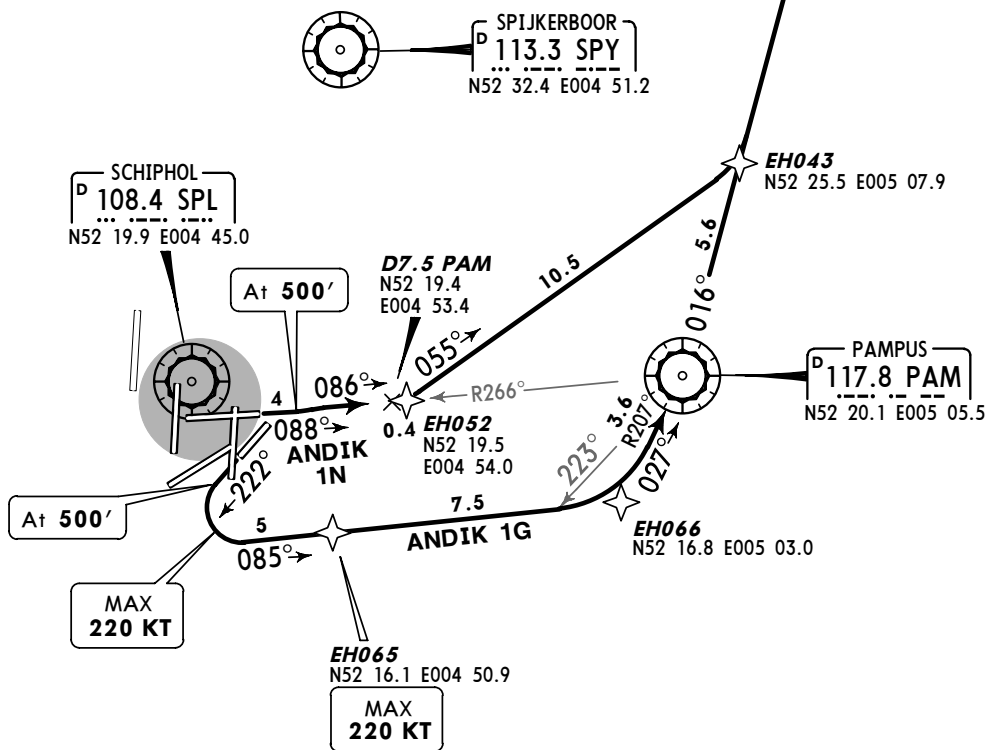 SPIJKERBOOR
D 113.3 SPY
N52 32.4 E004 51.2
EH043
N52 25.5 E005 07.9
SCHIPHOL
D 108.4 SPL
N52 19.9 E004 45.0
5.6
D7.5 PAM
N52 19.4
E004 53.4
10.5
At 500'
016°
055°
PAMPUS
D 117.8 PAM
N52 20.1 E005 05.5
086°
R266°
4
088°
0.4
EH052
N52 19.5
E004 54.0
ANDIK
1N
3.6
R207°
223°
027°
222°
At 500'
7.5
5
085°
ANDIK 1G
EH066
N52 16.8 E005 03.0
MAX
220 KT
EH065
N52 16.1 E004 50.9
MAX
220 KT